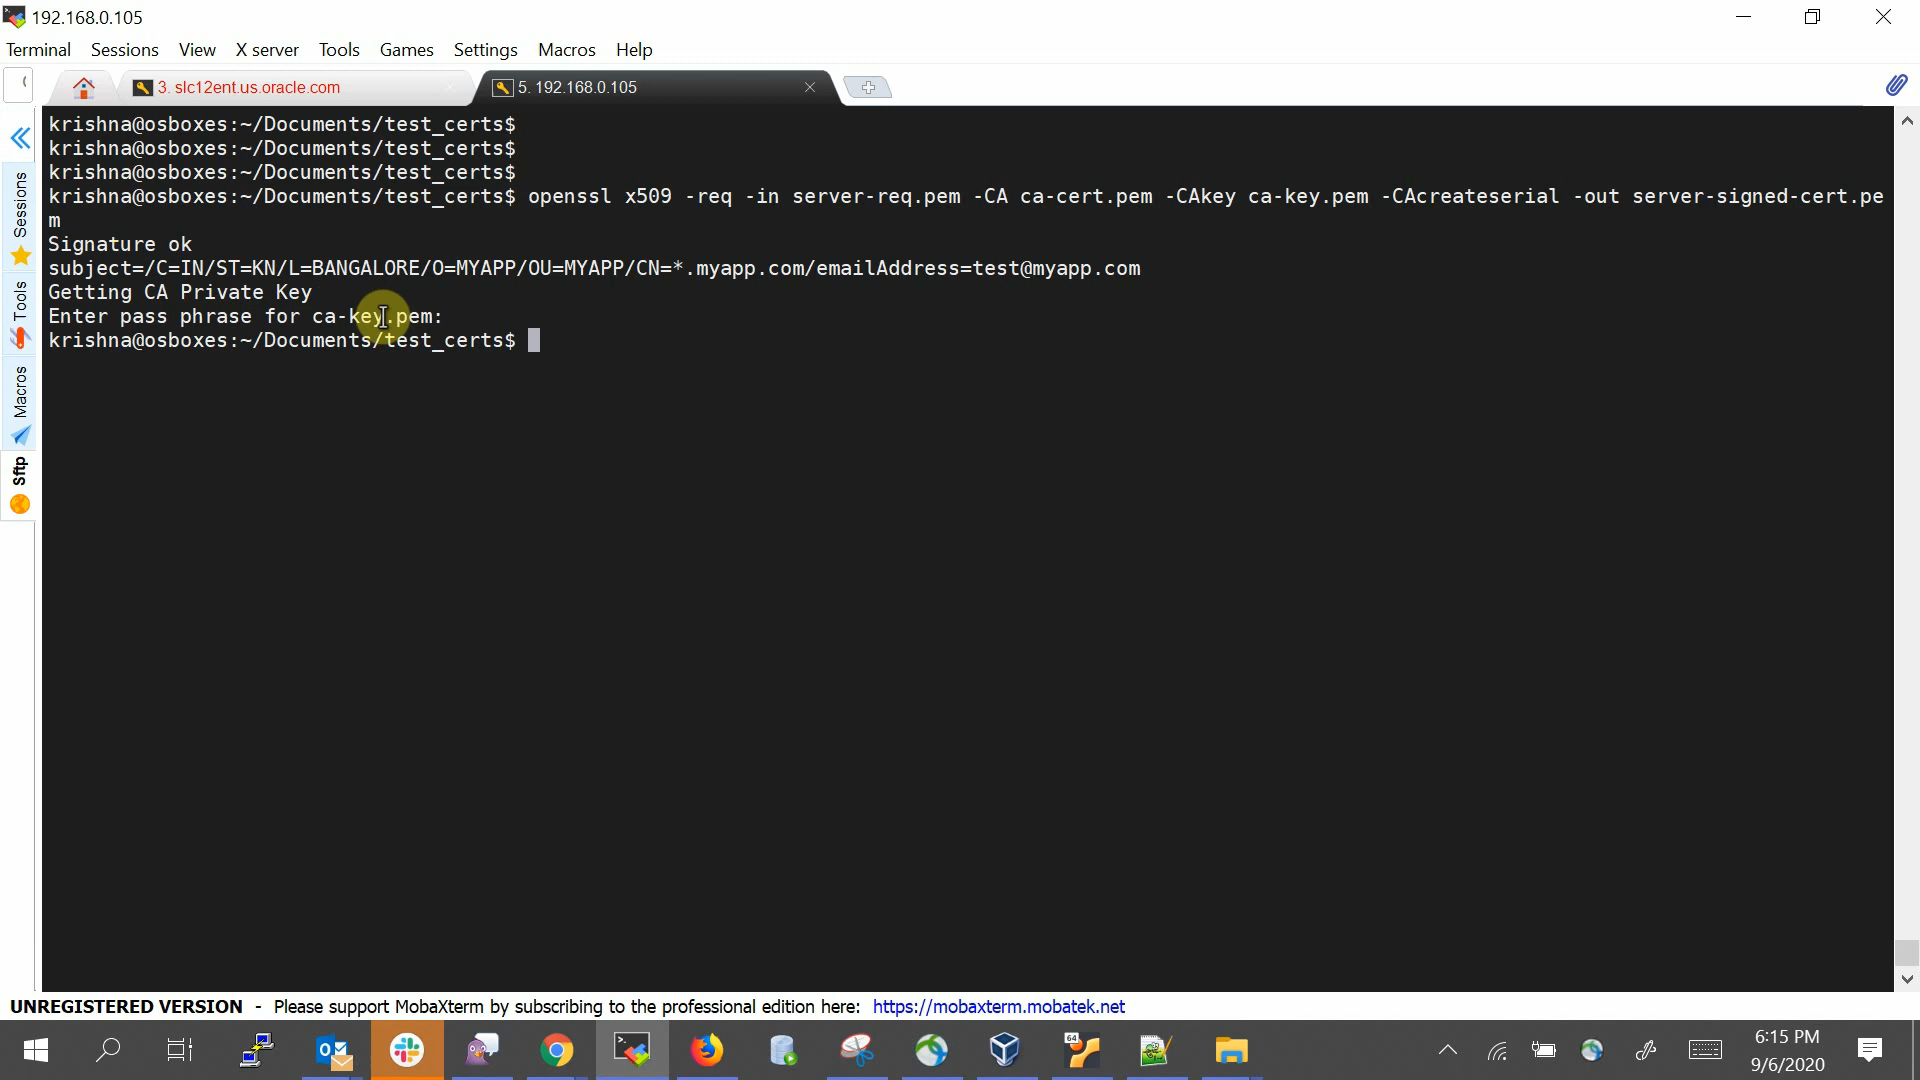 192.168.0.105
Terminal Sessions View X server Tools Games Settings Macros Help
3. slc12ent.us.oracle.com
5. 192.168.0.105
Sessions
Tools
Macros
Sftp
krishna@osboxes:~/Documents/test_certs$
krishna@osboxes:~/Documents/test_certs$
krishna@osboxes:~/Documents/test_certs$
krishna@osboxes:~/Documents/test_certs$ openssl x509 -req -in server-req.pem -CA ca-cert.pem -CAkey ca-key.pem -CAcreateserial -out server-signed-cert.pe
m
Signature ok
subject=/C=IN/ST=KN/L=BANGALORE/O=MYAPP/OU=MYAPP/CN=*.myapp.com/emailAddress=test@myapp.com
Getting CA Private Key
Enter pass phrase for ca-key.pem:
krishna@osboxes:~/Documents/test_certs$
UNREGISTERED VERSION - Please support MobaXterm by subscribing to the professional edition here: https://mobaxterm.mobatek.net
64
6:15 PM
9/6/2020